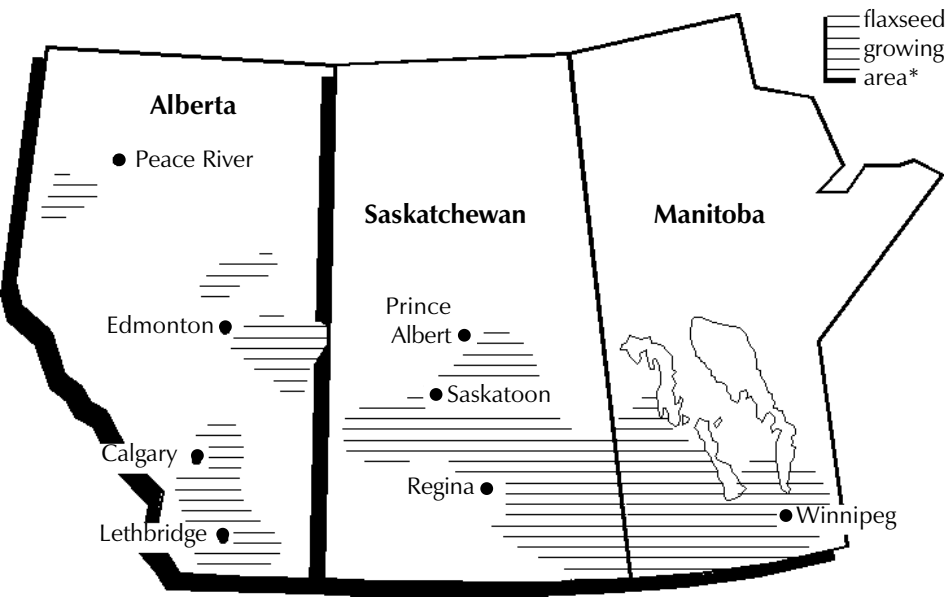 flaxseed
growing
area*
Alberta
Peace River
Saskatchewan
Manitoba
Prince
Albert
Edmonton
Saskatoon
Calgary
Regina
Winnipeg
Lethbridge